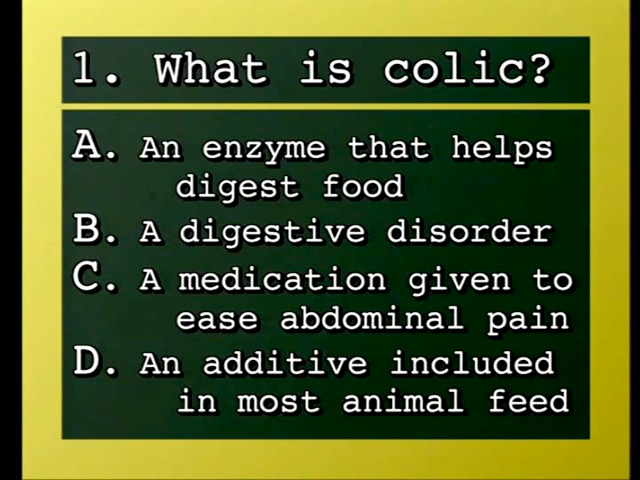 1. What is colic?
A. An enzyme that helps
digest food
B. A digestive disorder
C. A medication given to
ease abdominal pain
D. An additive included
in most animal feed